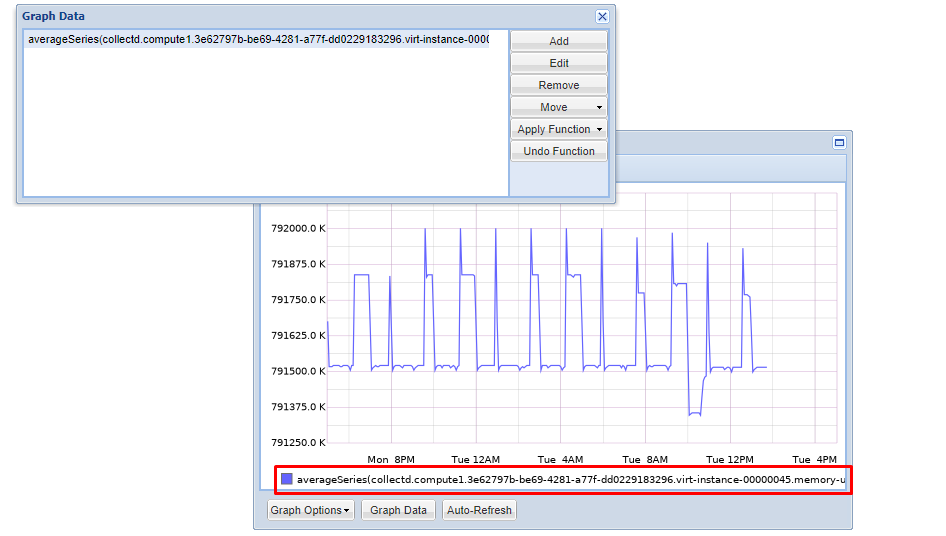 Graph Data
averageSeries(collectd.compute1.3e62797b-be69-4281-a77f-dd0229183296.virt-instance-0000
Add
Edit
Remove
Move
Apply Function
Undo Function
792000.0 K
791875.0 K
791750.0 K
791625.0 K
791500.0 K
791375.0 K
791250.0 K
Mon 8PM Tue 12AM Tue 4AM Tue 8AM Tue 12PM Tue 4PM
averageSeries(collectd.compute1.3e62797b-be69-4281-a77f-dd0229183296.virt-instance-00000045.memory-u
Graph Options Graph Data Auto-Refresh